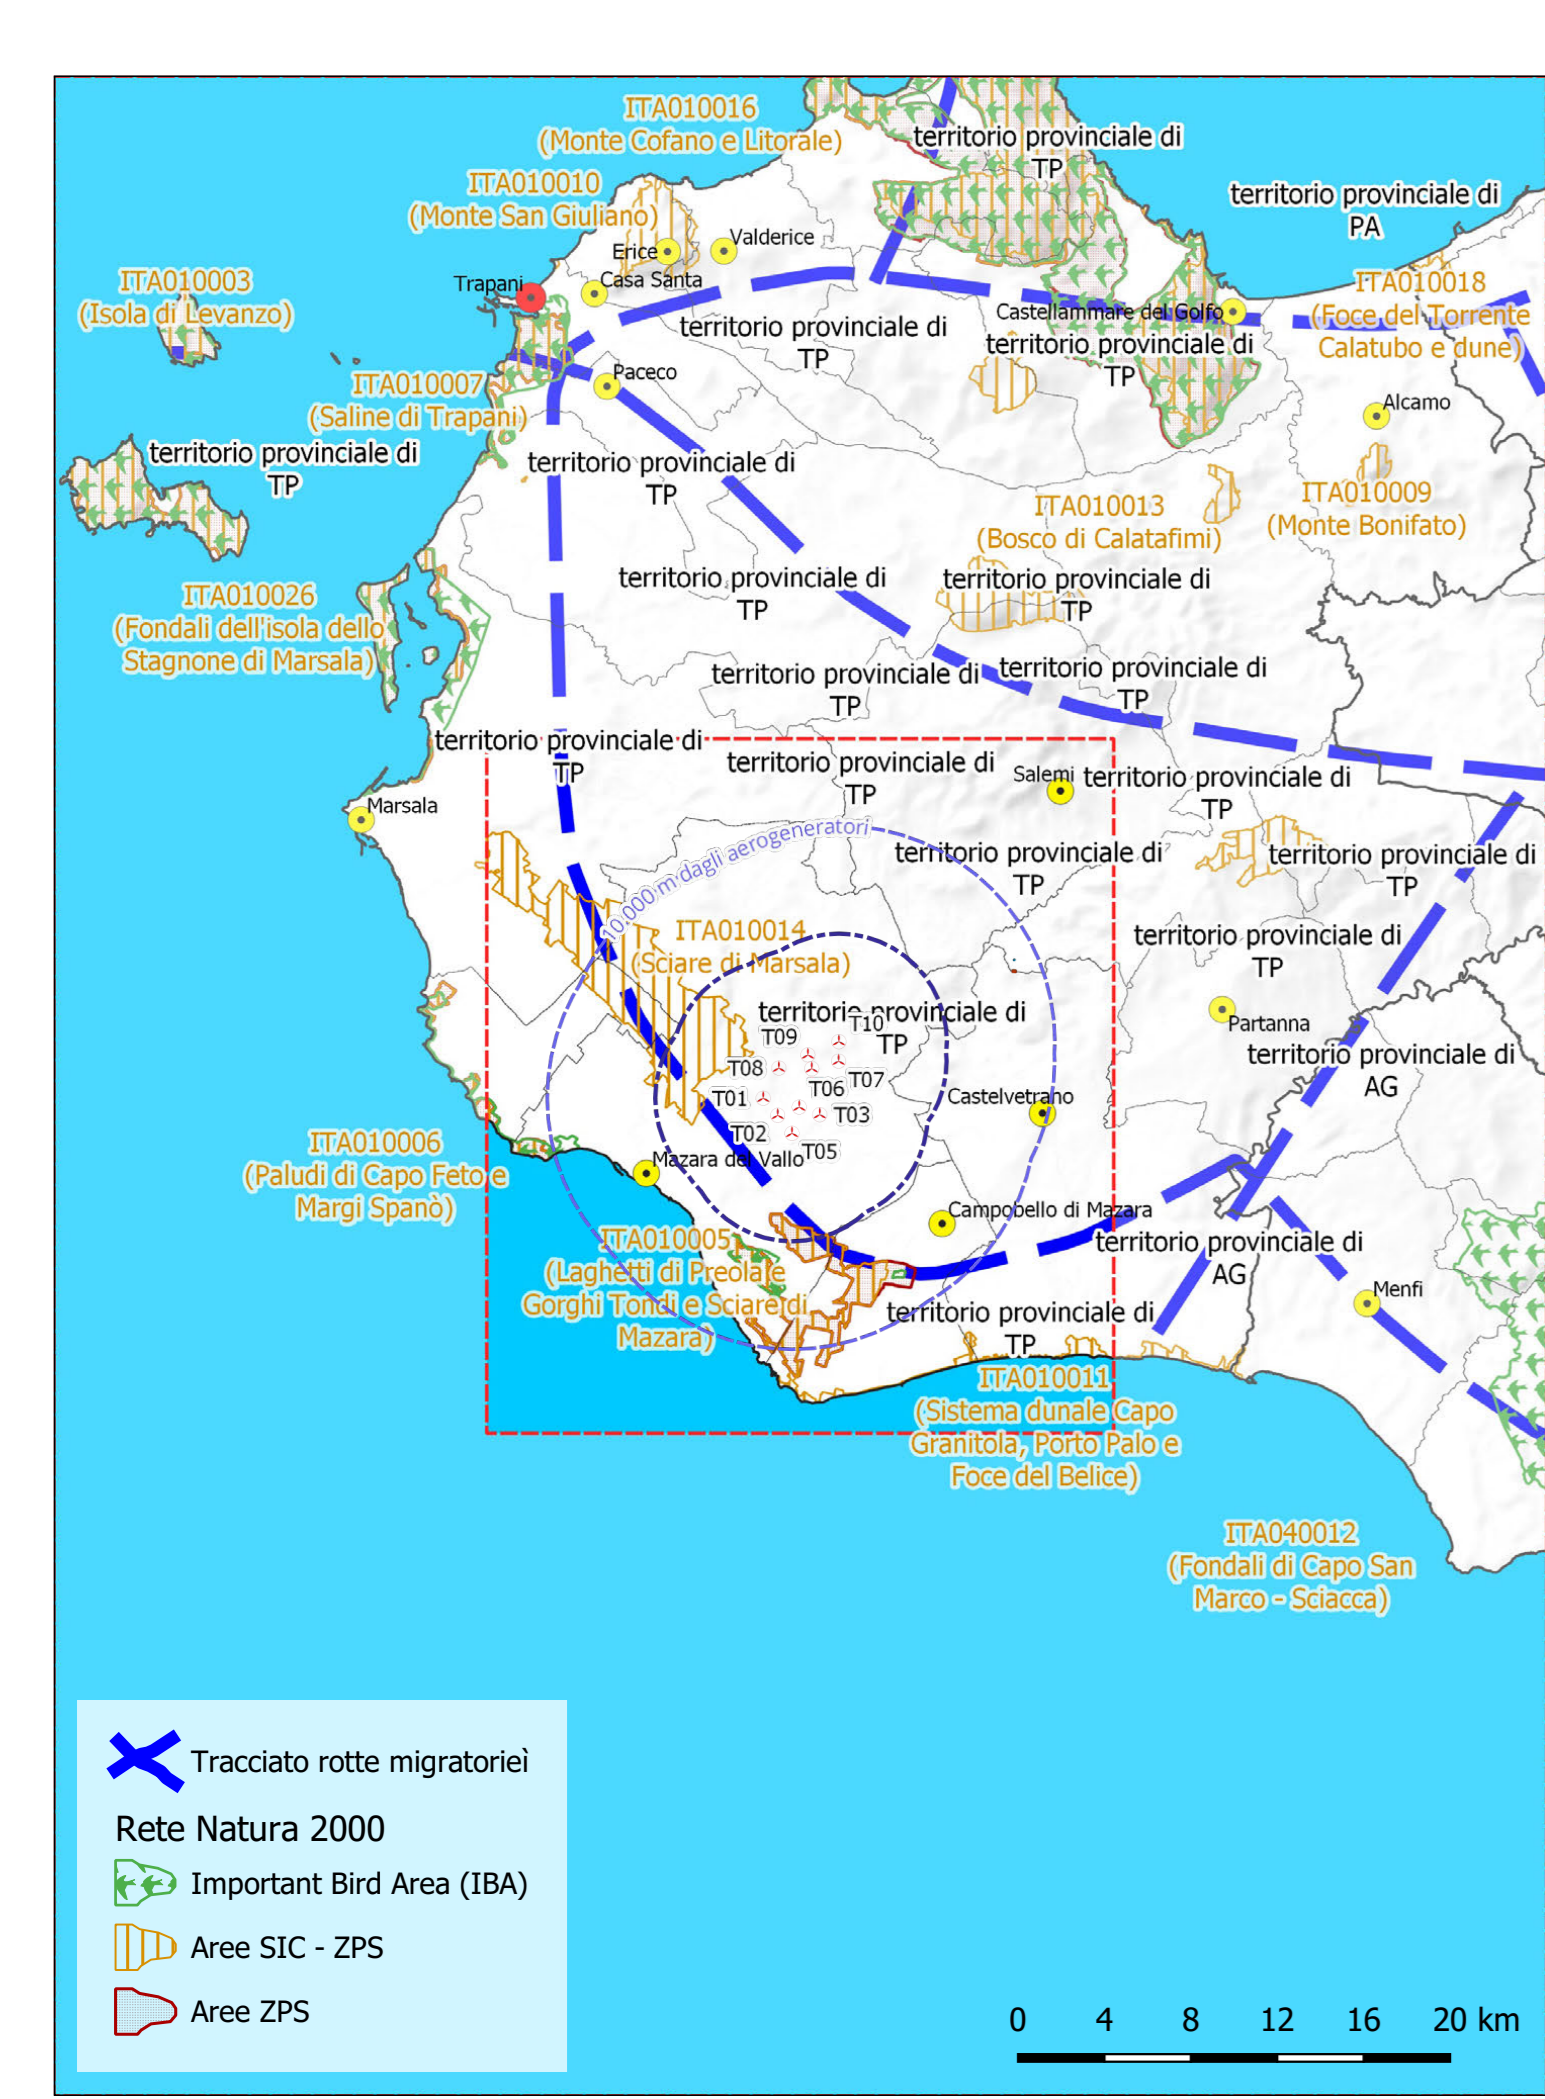 ITA010016
(Monte Cofano e Litorale)
territorio provinciale di
TP
ITA010010
(Monte San Giuliano)
territorio provinciale di
PA
Erice
Valderice
ITA010003
(Isola di Levanzo)
Trapani
Casa Santa
ITA010018
(Foce del Torrente
Calatubo e dune)
Castellammare del Golfo
territorio provinciale di
TP
territorio provinciale di
TP
ITA010007
(Saline di Trapani)
Paceco
Alcamo
territorio provinciale di
TP
territorio provinciale di
TP
ITA010013
(Bosco di Calatafimi)
ITA010009
(Monte Bonifato)
territorio provinciale di
TP
territorio provinciale di
TP
ITA010026
(Fondali dell'isola dello
Stagnone di Marsala)
territorio provinciale di
TP
territorio provinciale di
TP
territorio provinciale di
TP
territorio provinciale di
TP
Salemi
territorio provinciale di
TP
Marsala
10.000 m dagli aerogeneratori
territorio provinciale di
TP
territorio provinciale di
TP
ITA010014
(Sciare di Marsala)
territorio provinciale di
TP
territorio provinciale di
TP
Partanna
T10
T09
T08
T07
T06
T01
T03
T02
T05
territorio provinciale di
AG
Castelvetrano
ITA010006
(Paludi di Capo Feto e
Margi Spanò)
Mazara del Vallo
Campobello di Mazara
ITA010005
(Laghetti di Preola e
Gorghi Tondi e Sciare di
Mazara)
territorio provinciale di
AG
Menfi
territorio provinciale di
TP
ITA010011
(Sistema dunale Capo
Granitola, Porto Palo e
Foce del Belice)
ITA040012
(Fondali di Capo San
Marco - Sciacca)
Tracciato rotte migratorieì
Rete Natura 2000
Important Bird Area (IBA)
Aree SIC - ZPS
Aree ZPS
0 4 8 12 16 20 km